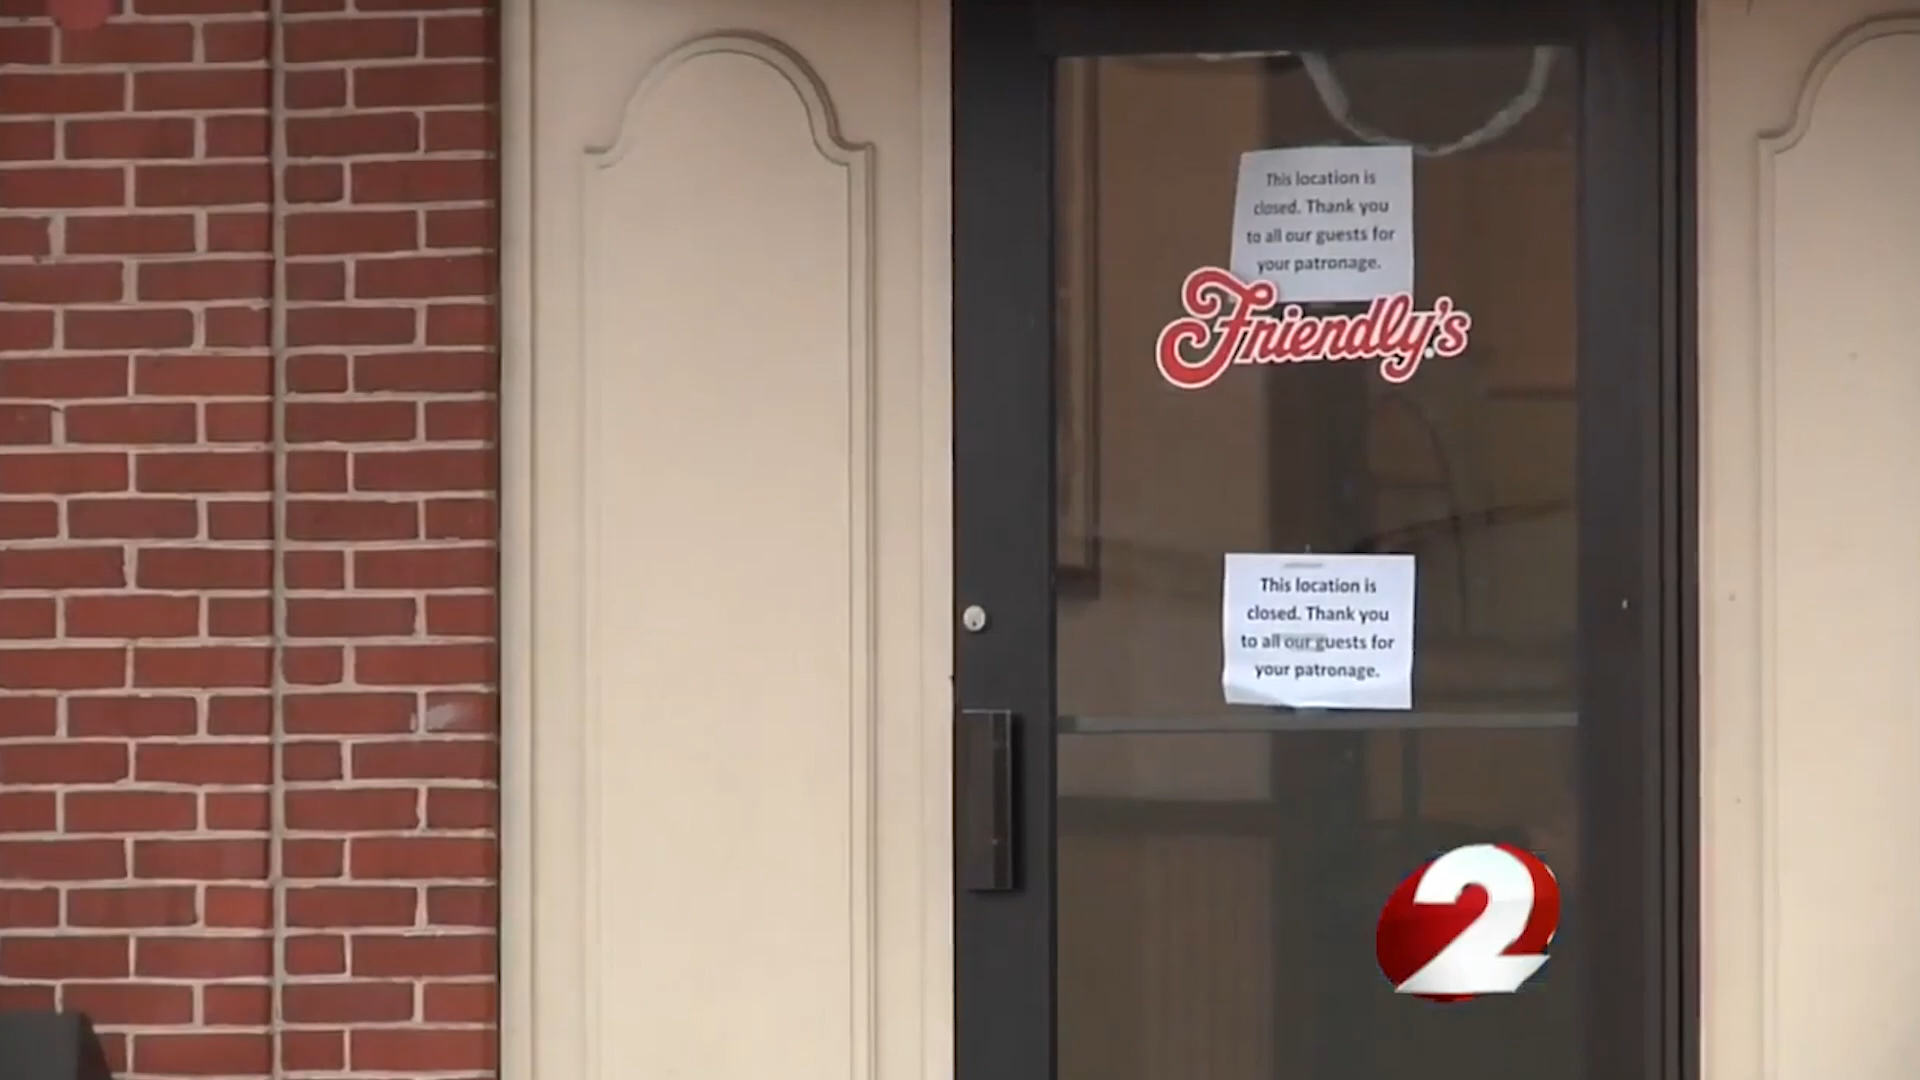 This location is
closed. Thank you
to all our guests for
your patronage.
Friendly's
This location is
closed. Thank you
to all our guests for
your patronage.
2